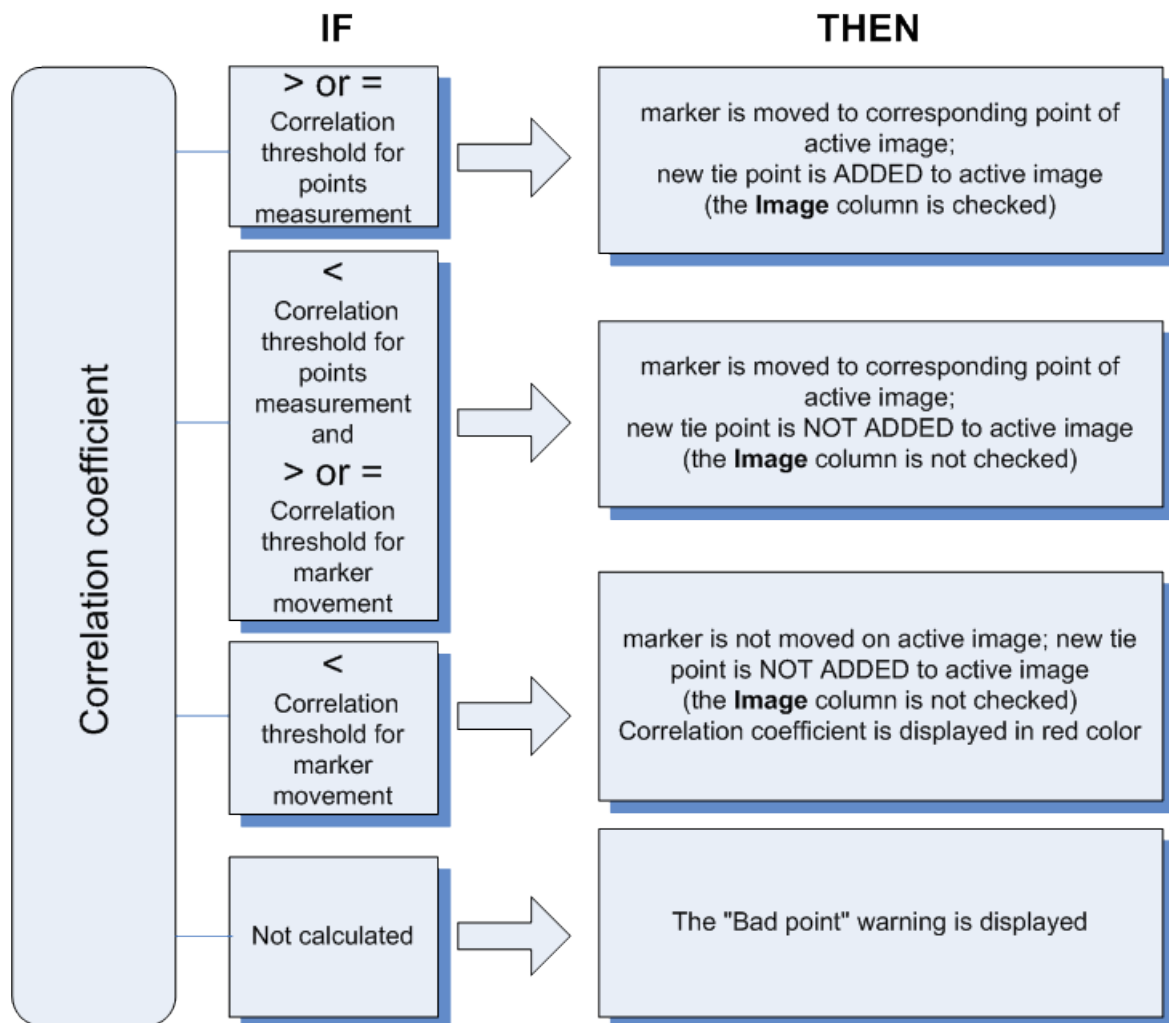 IF
THEN
Correlation coefficient
> or =
Correlation
threshold for
points
measurement
marker is moved to corresponding point of
active image;
new tie point is ADDED to active image
(the Image column is checked)
<
Correlation
threshold for
points
measurement
and
> or =
Correlation
threshold for
marker
movement
marker is moved to corresponding point of
active image;
new tie point is NOT ADDED to active image
(the Image column is not checked)
<
Correlation
threshold for
marker
movement
marker is not moved on active image; new tie
point is NOT ADDED to active image
(the Image column is not checked)
Correlation coefficient is displayed in red color
Not calculated
The "Bad point" warning is displayed